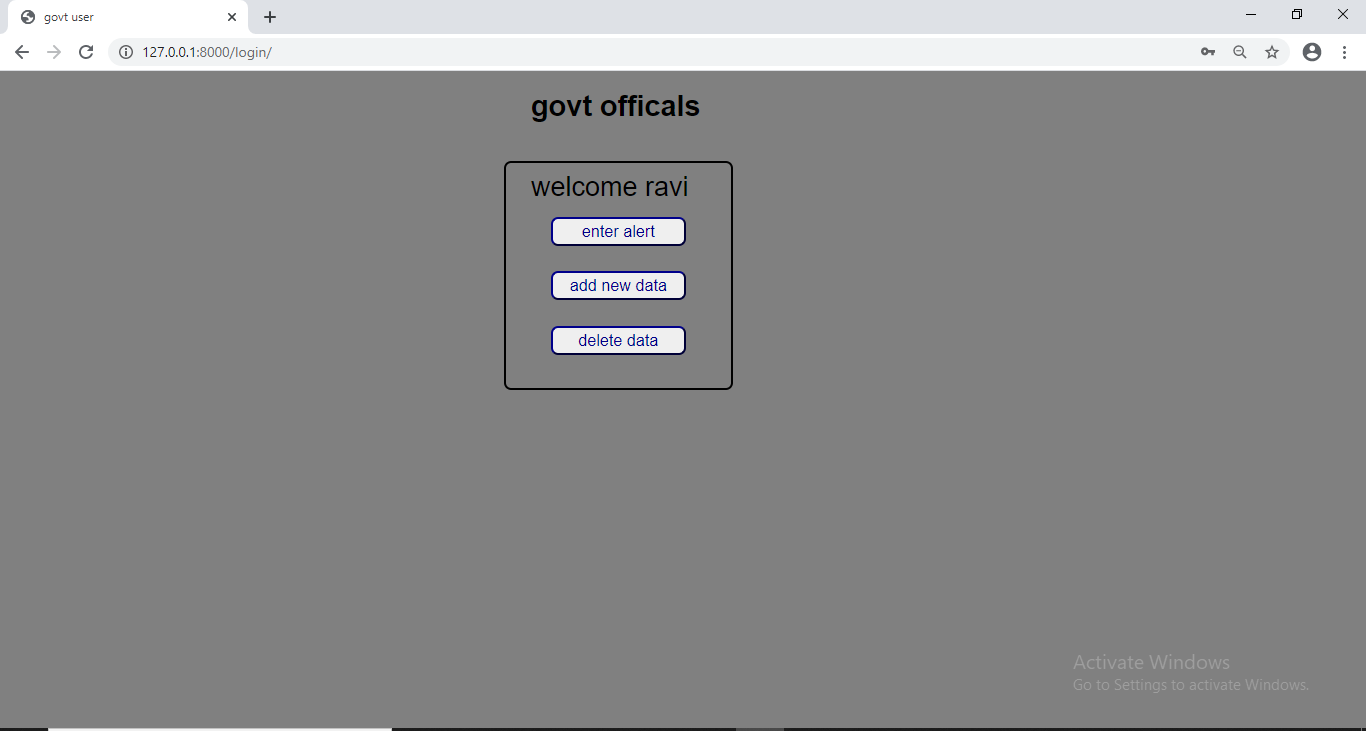 govt user
127.0.0.1:8000/login/
govt officals
welcome ravi
enter alert
add new data
delete data
Activate Windows
Go to Settings to activate Windows.